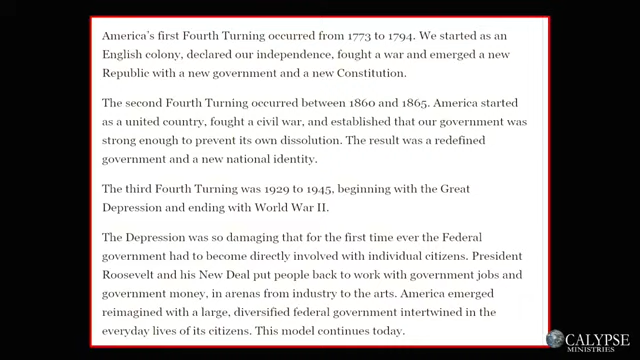 America's first Fourth Turning occurred from 1773 to 1794. We started as an
English colony, declared our independence, fought a war and emerged a new
Republic with a new government and a new Constitution.
The second Fourth Turning occurred between 1860 and 1865. America started
as a united country, fought a civil war, and established that our government was
strong enough to prevent its own dissolution. The result was a redefined
government and a new national identity.
The third Fourth Turning was 1929 to 1945, beginning with the Great
Depression and ending with World War II.
The Depression was so damaging that for the first time ever the Federal
government had to become directly involved with individual citizens. President
Roosevelt and his New Deal put people back to work with government jobs and
government money, in arenas from industry to the arts. America emerged
reimagined with a large, diversified federal government intertwined in the
everyday lives of its citizens. This model continues today.
CALYPSE
MINISTRIES